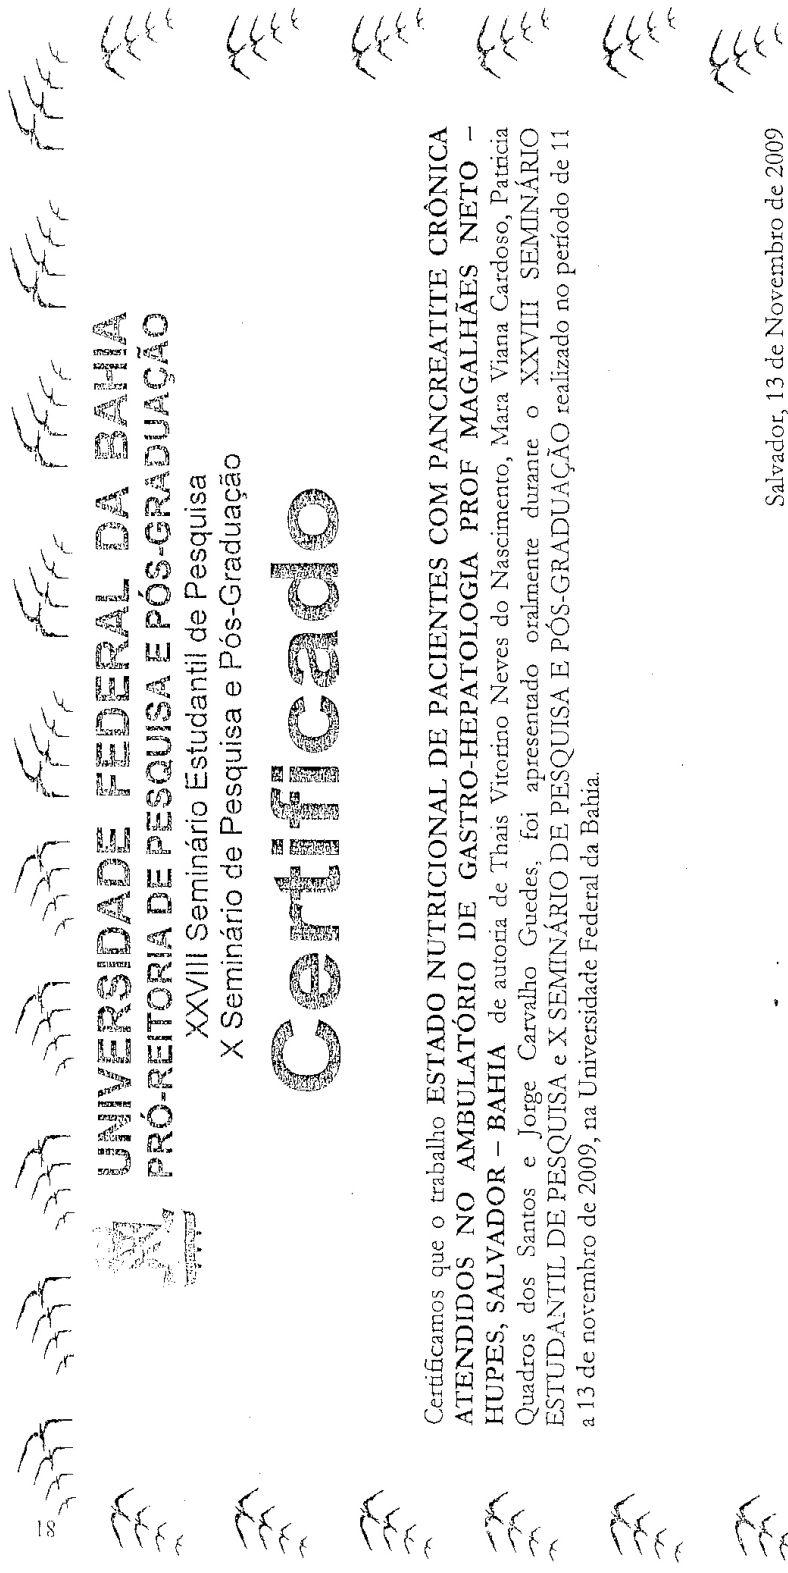 UNIVERSIDADE FEDERAL DA BAHIA
PRÓ-REITORIA DE PESQUISA E PÓS-GRADUAÇÃO
XXVIII Seminário Estudantil de Pesquisa
X Seminário de Pesquisa e Pós-Graduação
Certificado
Certificamos que o trabalho ESTADO NUTRICIONAL DE PACIENTES COM PANCREATITE CRÔNICA
ATENDIDOS NO AMBULATÓRIO DE GASTRO-HEPATOLOGIA PROF MAGALHÃES NETO –
HUPES, SALVADOR – BAHIA de autoria de Thais Vitorino Neves do Nascimento, Mara Viana Cardoso, Patricia
Quadros dos Santos e Jorge Carvalho Guedes, foi apresentado oralmente durante o XXVIII SEMINÁRIO
ESTUDANTIL DE PESQUISA e X SEMINÁRIO DE PESQUISA E PÓS-GRADUAÇÃO realizado no período de 11
a 13 de novembro de 2009, na Universidade Federal da Bahia.
Salvador, 13 de Novembro de 2009
18